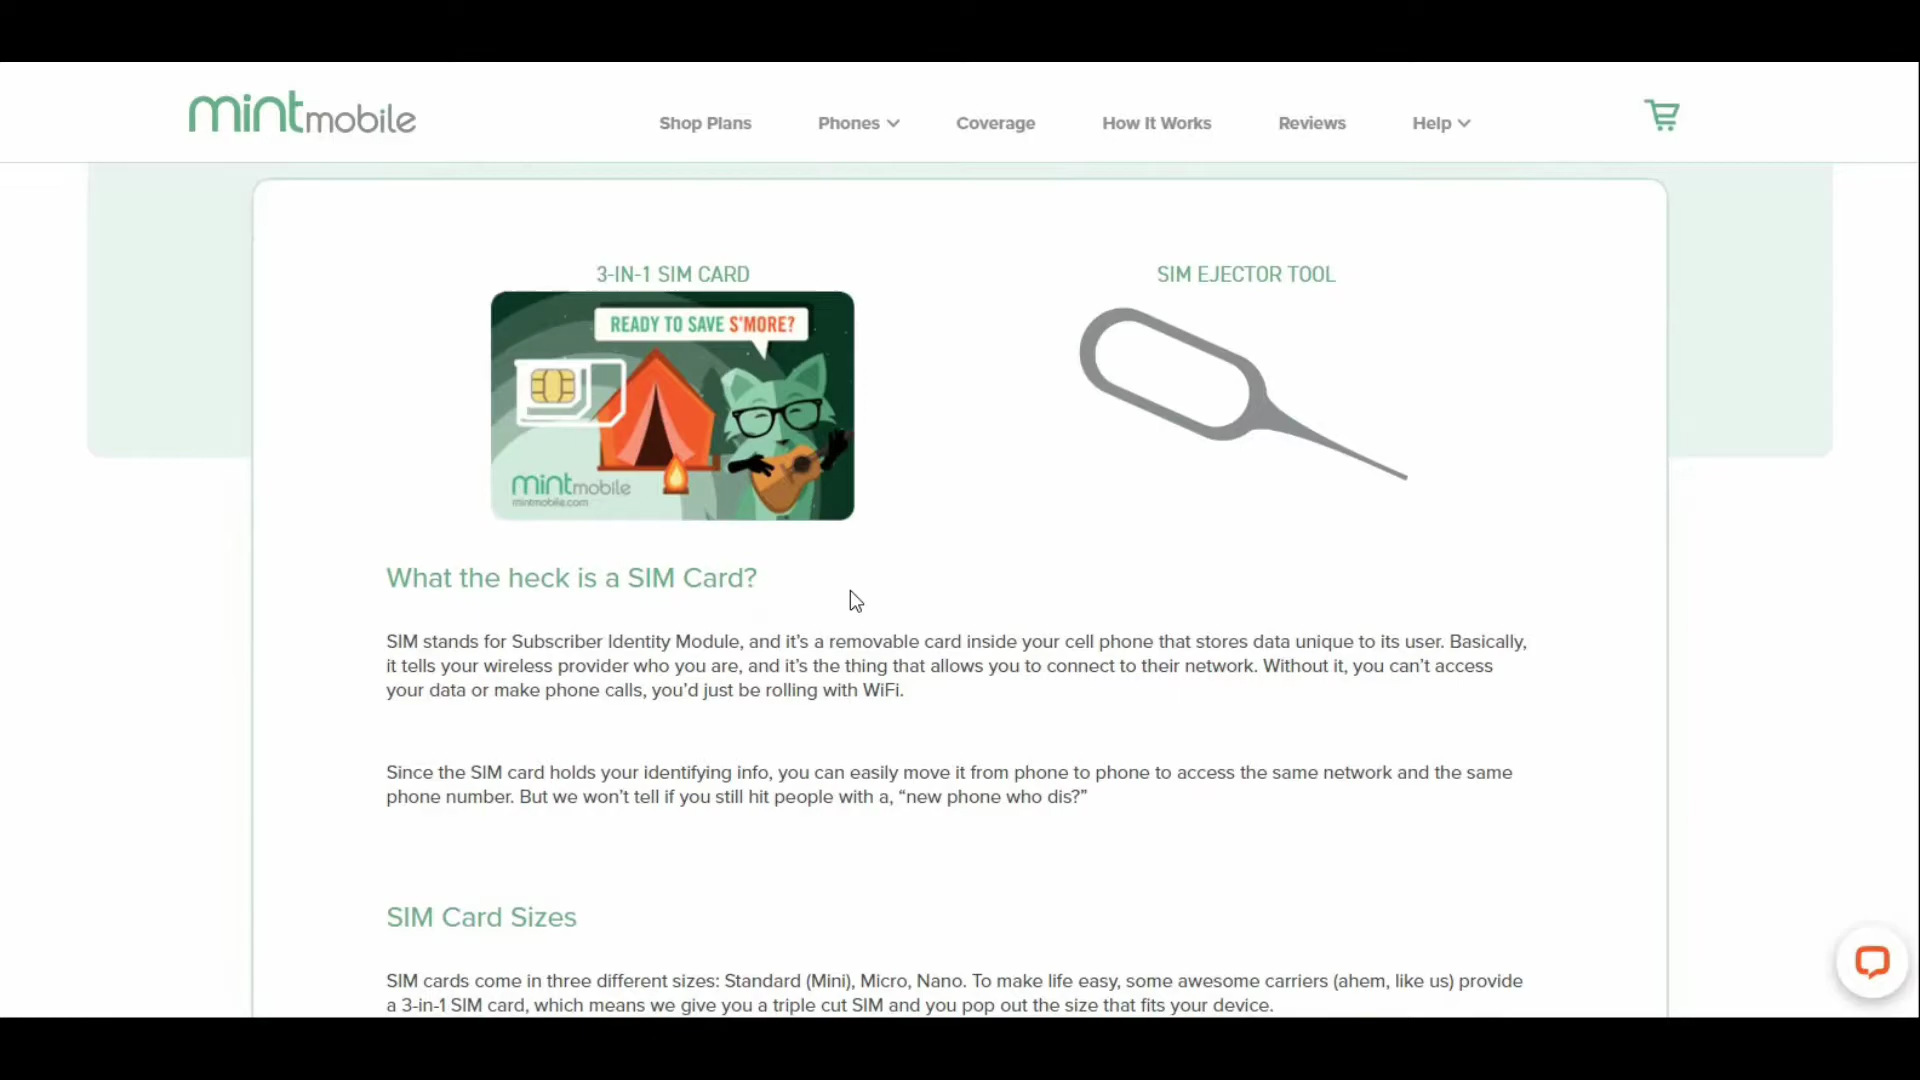 mintmobile
Shop Plans
Phones
Coverage
How It Works
Reviews
Help
3-IN-1 SIM CARD
SIM EJECTOR TOOL
READY TO SAVE S'MORE?
mintmobile
mintmobile.com
What the heck is a SIM Card?
SIM stands for Subscriber Identity Module, and it’s a removable card inside your cell phone that stores data unique to its user. Basically,
it tells your wireless provider who you are, and it’s the thing that allows you to connect to their network. Without it, you can’t access
your data or make phone calls, you’d just be rolling with WiFi.
Since the SIM card holds your identifying info, you can easily move it from phone to phone to access the same network and the same
phone number. But we won’t tell if you still hit people with a, “new phone who dis?”
SIM Card Sizes
SIM cards come in three different sizes: Standard (Mini), Micro, Nano. To make life easy, some awesome carriers (ahem, like us) provide
a 3-in-1 SIM card, which means we give you a triple cut SIM and you pop out the size that fits your device.